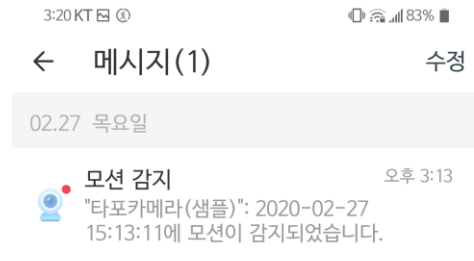 3:20 KT 83%
메시지(1) 수정
02.27 목요일
모션 감지 오후 3:13
"타포카메라(샘플)": 2020-02-27
15:13:11에 모션이 감지되었습니다.